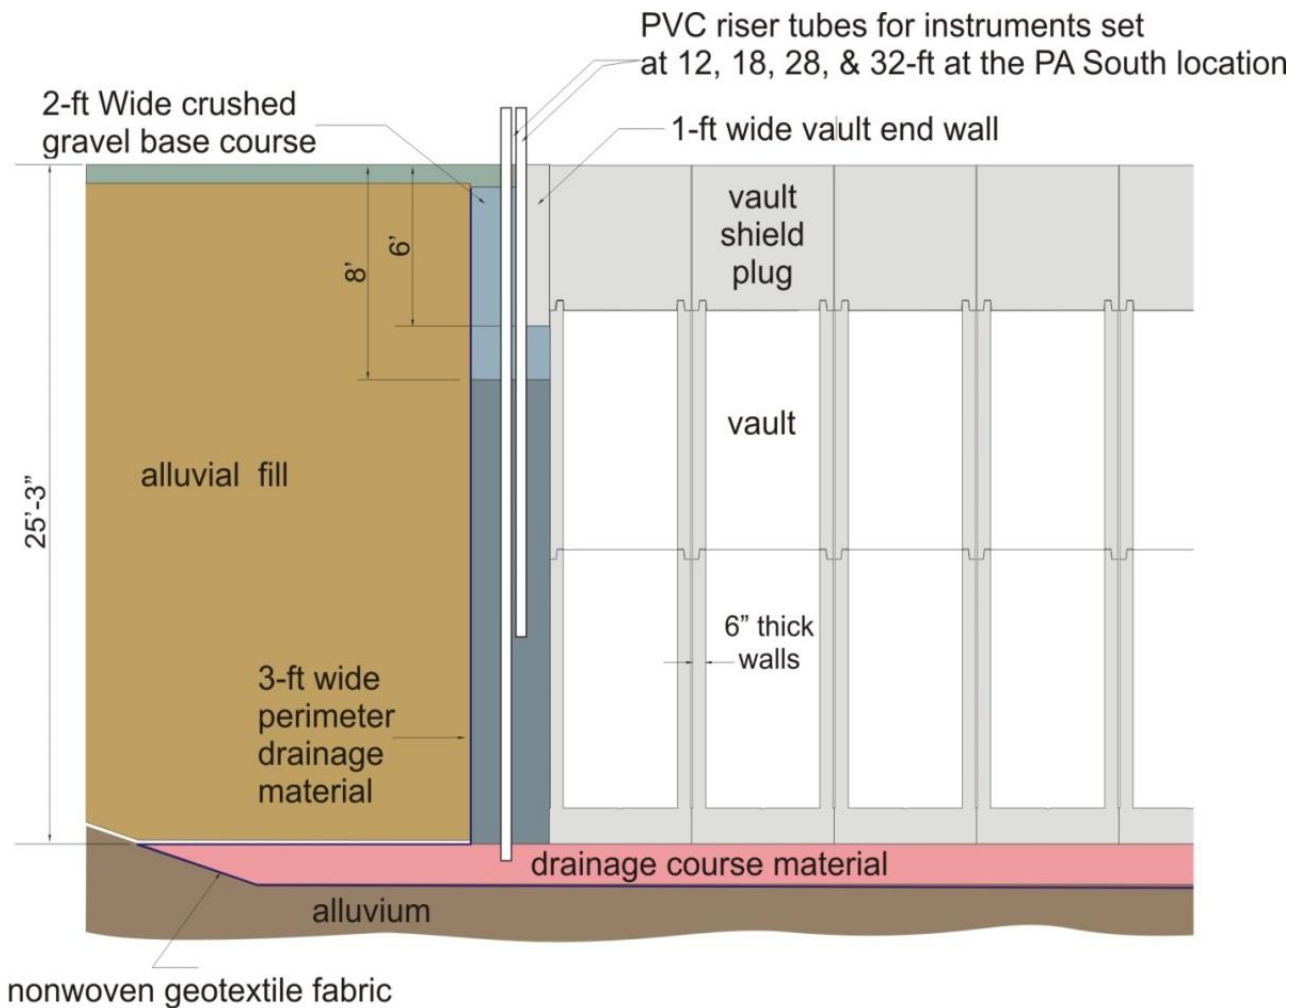 PVC riser tubes for instruments set
at 12, 18, 28, & 32-ft at the PA South location
2-ft Wide crushed
gravel base course
1-ft wide vault end wall
vault
shield
plug
6'
8'
vault
alluvial fill
25'-3"
6" thick
walls
3-ft wide
perimeter
drainage
material
drainage course material
alluvium
nonwoven geotextile fabric